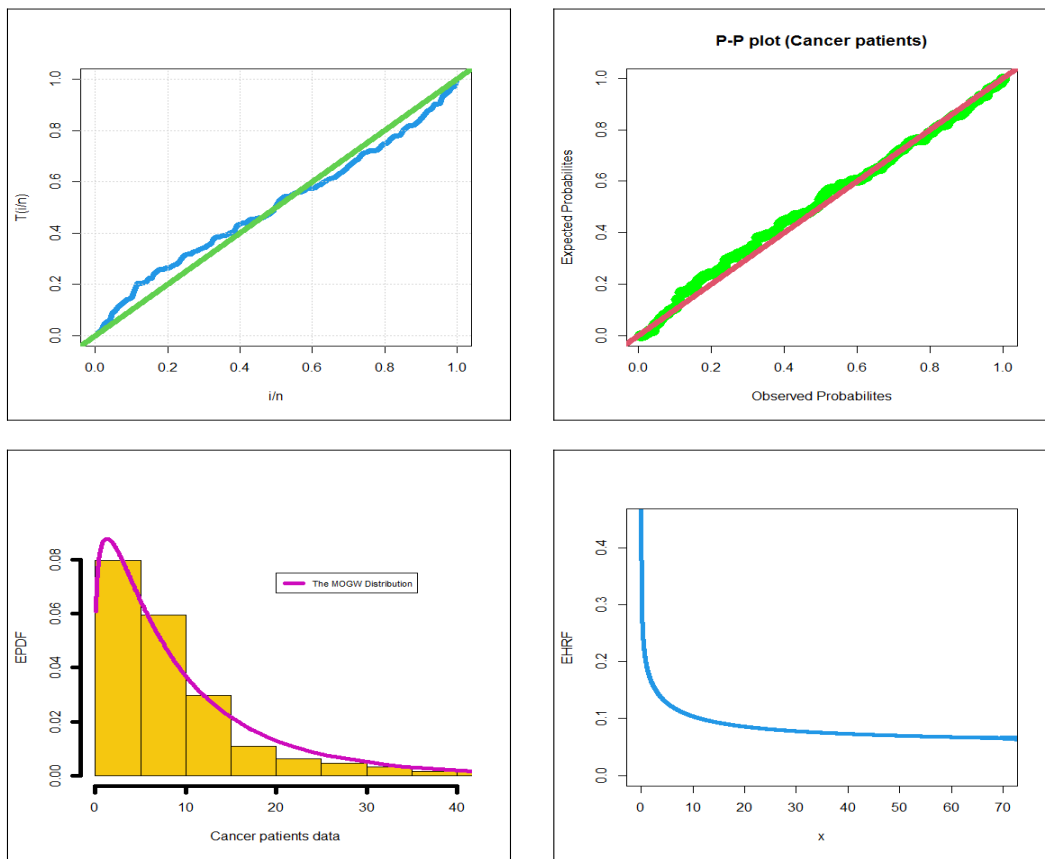 T(i/n)
1.0
0.8
0.6
0.4
0.2
0.0
0.0 0.2 0.4 0.6 0.8 1.0
i/n
P-P plot (Cancer patients)
Expected Probabilities
1.0
0.8
0.6
0.4
0.2
0.0
0.0 0.2 0.4 0.6 0.8 1.0
Observed Probabilites
EPDF
0.08
0.06
0.04
0.02
0.00
The MOGW Distribution
0 10 20 30 40
Cancer patients data
EHRF
0.4
0.3
0.2
0.1
0.0
0 10 20 30 40 50 60 70
x